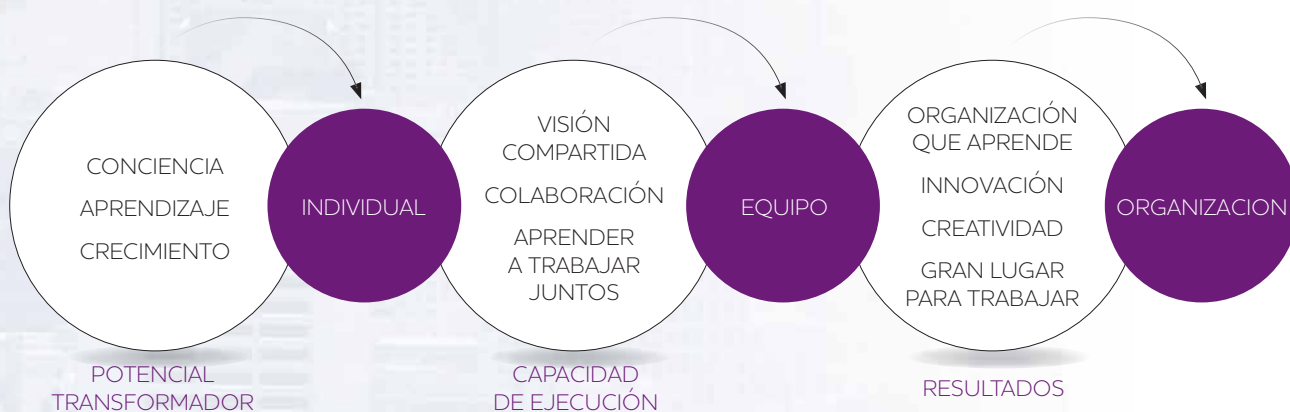 CONCIENCIA
APRENDIZAJE
CRECIMIENTO
INDIVIDUAL
VISIÓN
COMPARTIDA
COLABORACIÓN
APRENDER
A TRABAJAR
JUNTOS
EQUIPO
ORGANIZACIÓN
QUE APRENDE
INNOVACIÓN
CREATIVIDAD
GRAN LUGAR
PARA TRABAJAR
ORGANIZACION
POTENCIAL
TRANSFORMADOR
CAPACIDAD
DE EJECUCIÓN
RESULTADOS